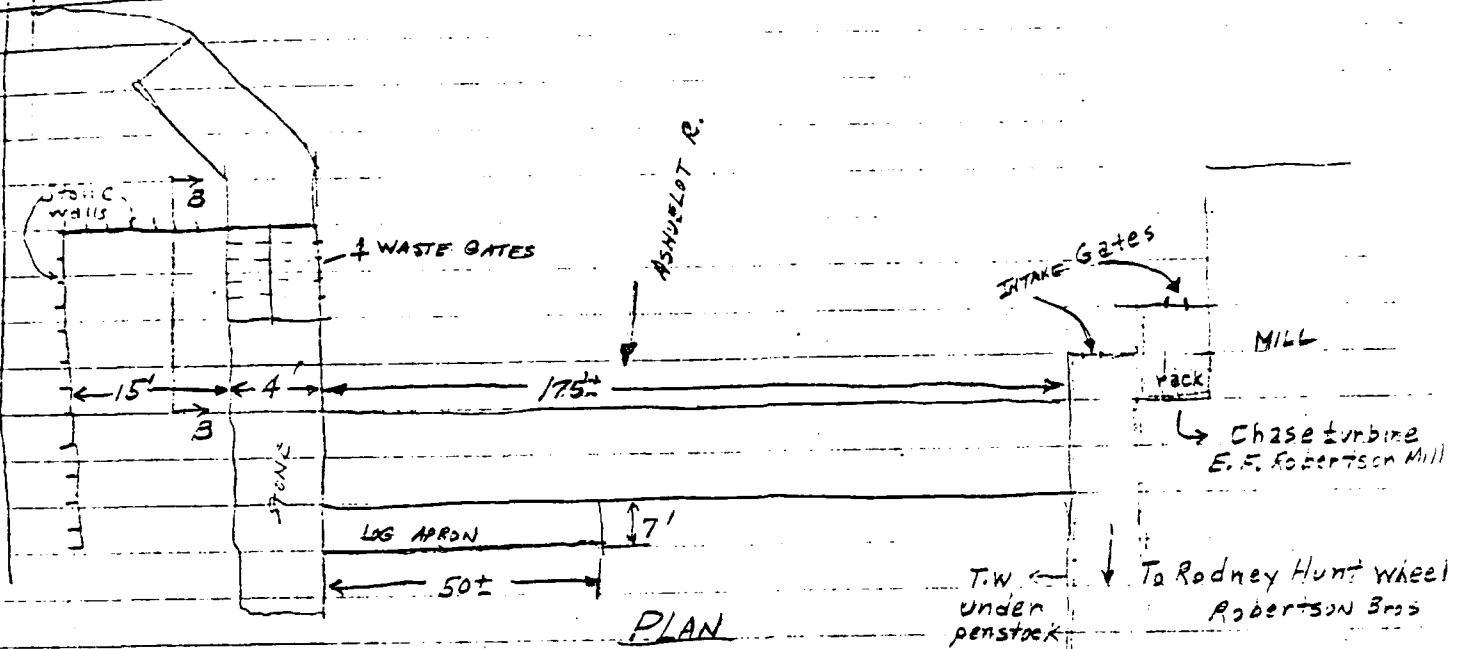 Stone
walls
B
4 WASTE GATES
ASHUELOT R.
INTAKE Gates
MILL
15'
4'
175'±
rack
B
Chase turbine
E. F. Robertson Mill
STONE
LOG APRON
7'
50±
T.W
under
penstock
To Rodney Hunt wheel
Robertson Bros
PLAN